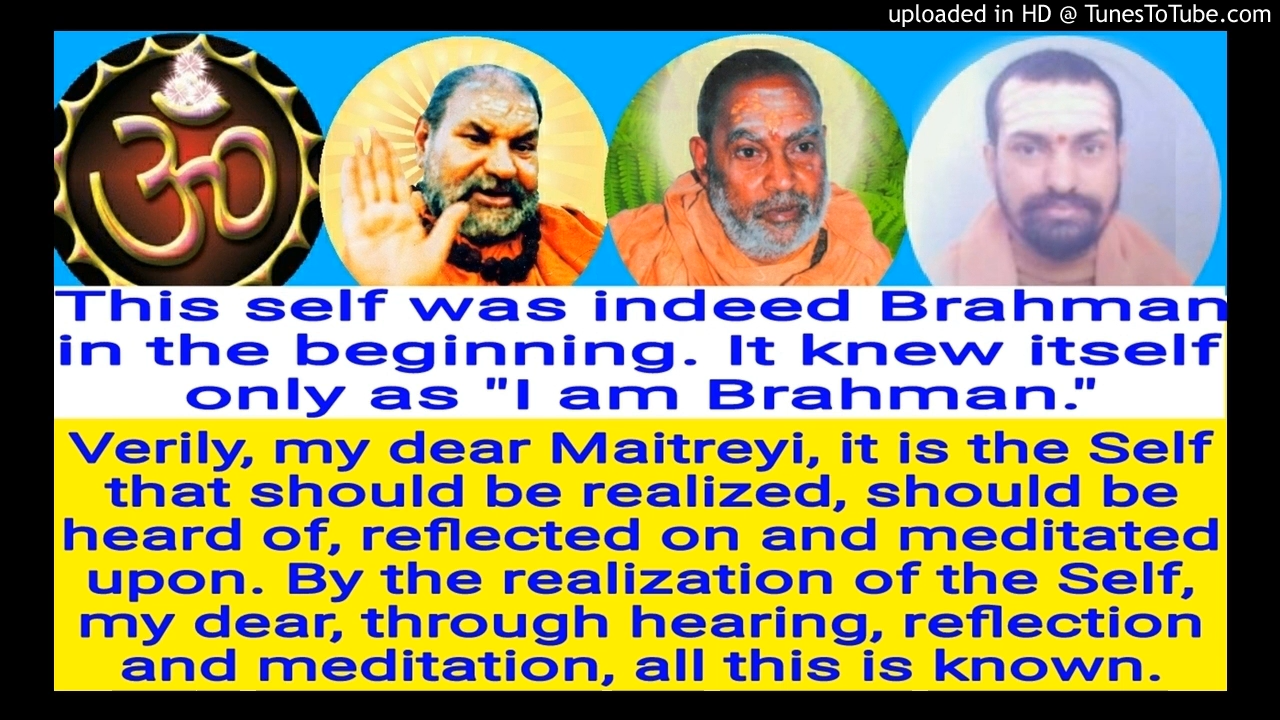 uploaded in HD @ TunesToTube.com
ॐ
This self was indeed Brahman
in the beginning. It knew itself
only as "I am Brahman."
Verily, my dear Maitreyi, it is the Self
that should be realized, should be
heard of, reflected on and meditated
upon. By the realization of the Self,
my dear, through hearing, reflection
and meditation, all this is known.